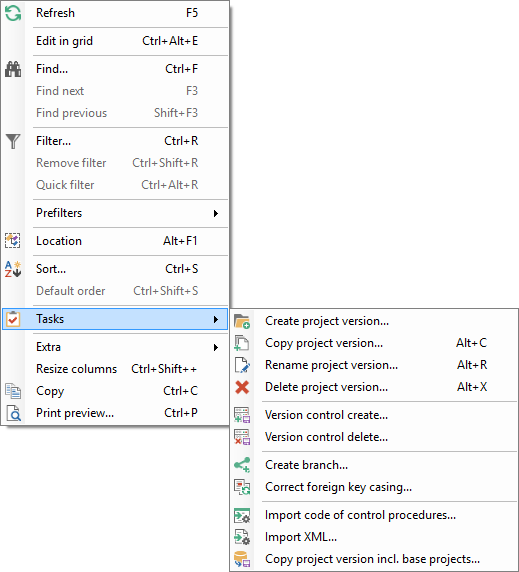 Refresh F5
Edit in grid Ctrl+Alt+E
Find... Ctrl+F
Find next F3
Find previous Shift+F3
Filter... Ctrl+R
Remove filter Ctrl+Shift+R
Quick filter Ctrl+Alt+R
Prefilters
Location Alt+F1
Sort... Ctrl+S
Default order Ctrl+Shift+S
Tasks
Extra
Resize columns Ctrl+Shift++
Copy Ctrl+C
Print preview... Ctrl+P
Create project version...
Copy project version... Alt+C
Rename project version... Alt+R
Delete project version... Alt+X
Version control create...
Version control delete...
Create branch...
Correct foreign key casing...
Import code of control procedures...
Import XML...
Copy project version incl. base projects...